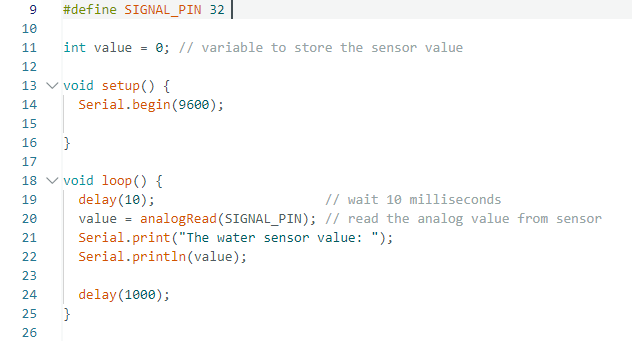 9 #define SIGNAL_PIN 32
10
11 int value = 0; // variable to store the sensor value
12
13 void setup() {
14 Serial.begin(9600);
15
16 }
17
18 void loop() {
19 delay(10); // wait 10 milliseconds
20 value = analogRead(SIGNAL_PIN); // read the analog value from sensor
21 Serial.print("The water sensor value: ");
22 Serial.println(value);
23
24 delay(1000);
25 }
26